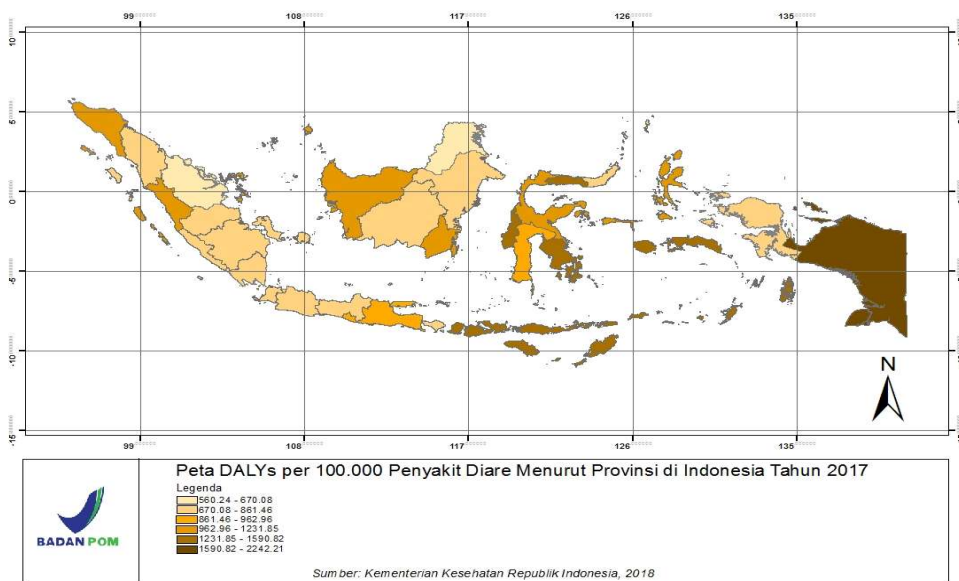 99 108 117 126 135
10
5
0
-5
-10
-15
N
99 108 117 126 135
Peta DALYs per 100.000 Penyakit Diare Menurut Provinsi di Indonesia Tahun 2017
Legenda
560.24 - 670.08
670.08 - 861.46
861.46 - 962.96
962.96 - 1231.85
1231.85 - 1590.82
1590.82 - 2242.21
BADAN POM
Sumber: Kementerian Kesehatan Republik Indonesia, 2018